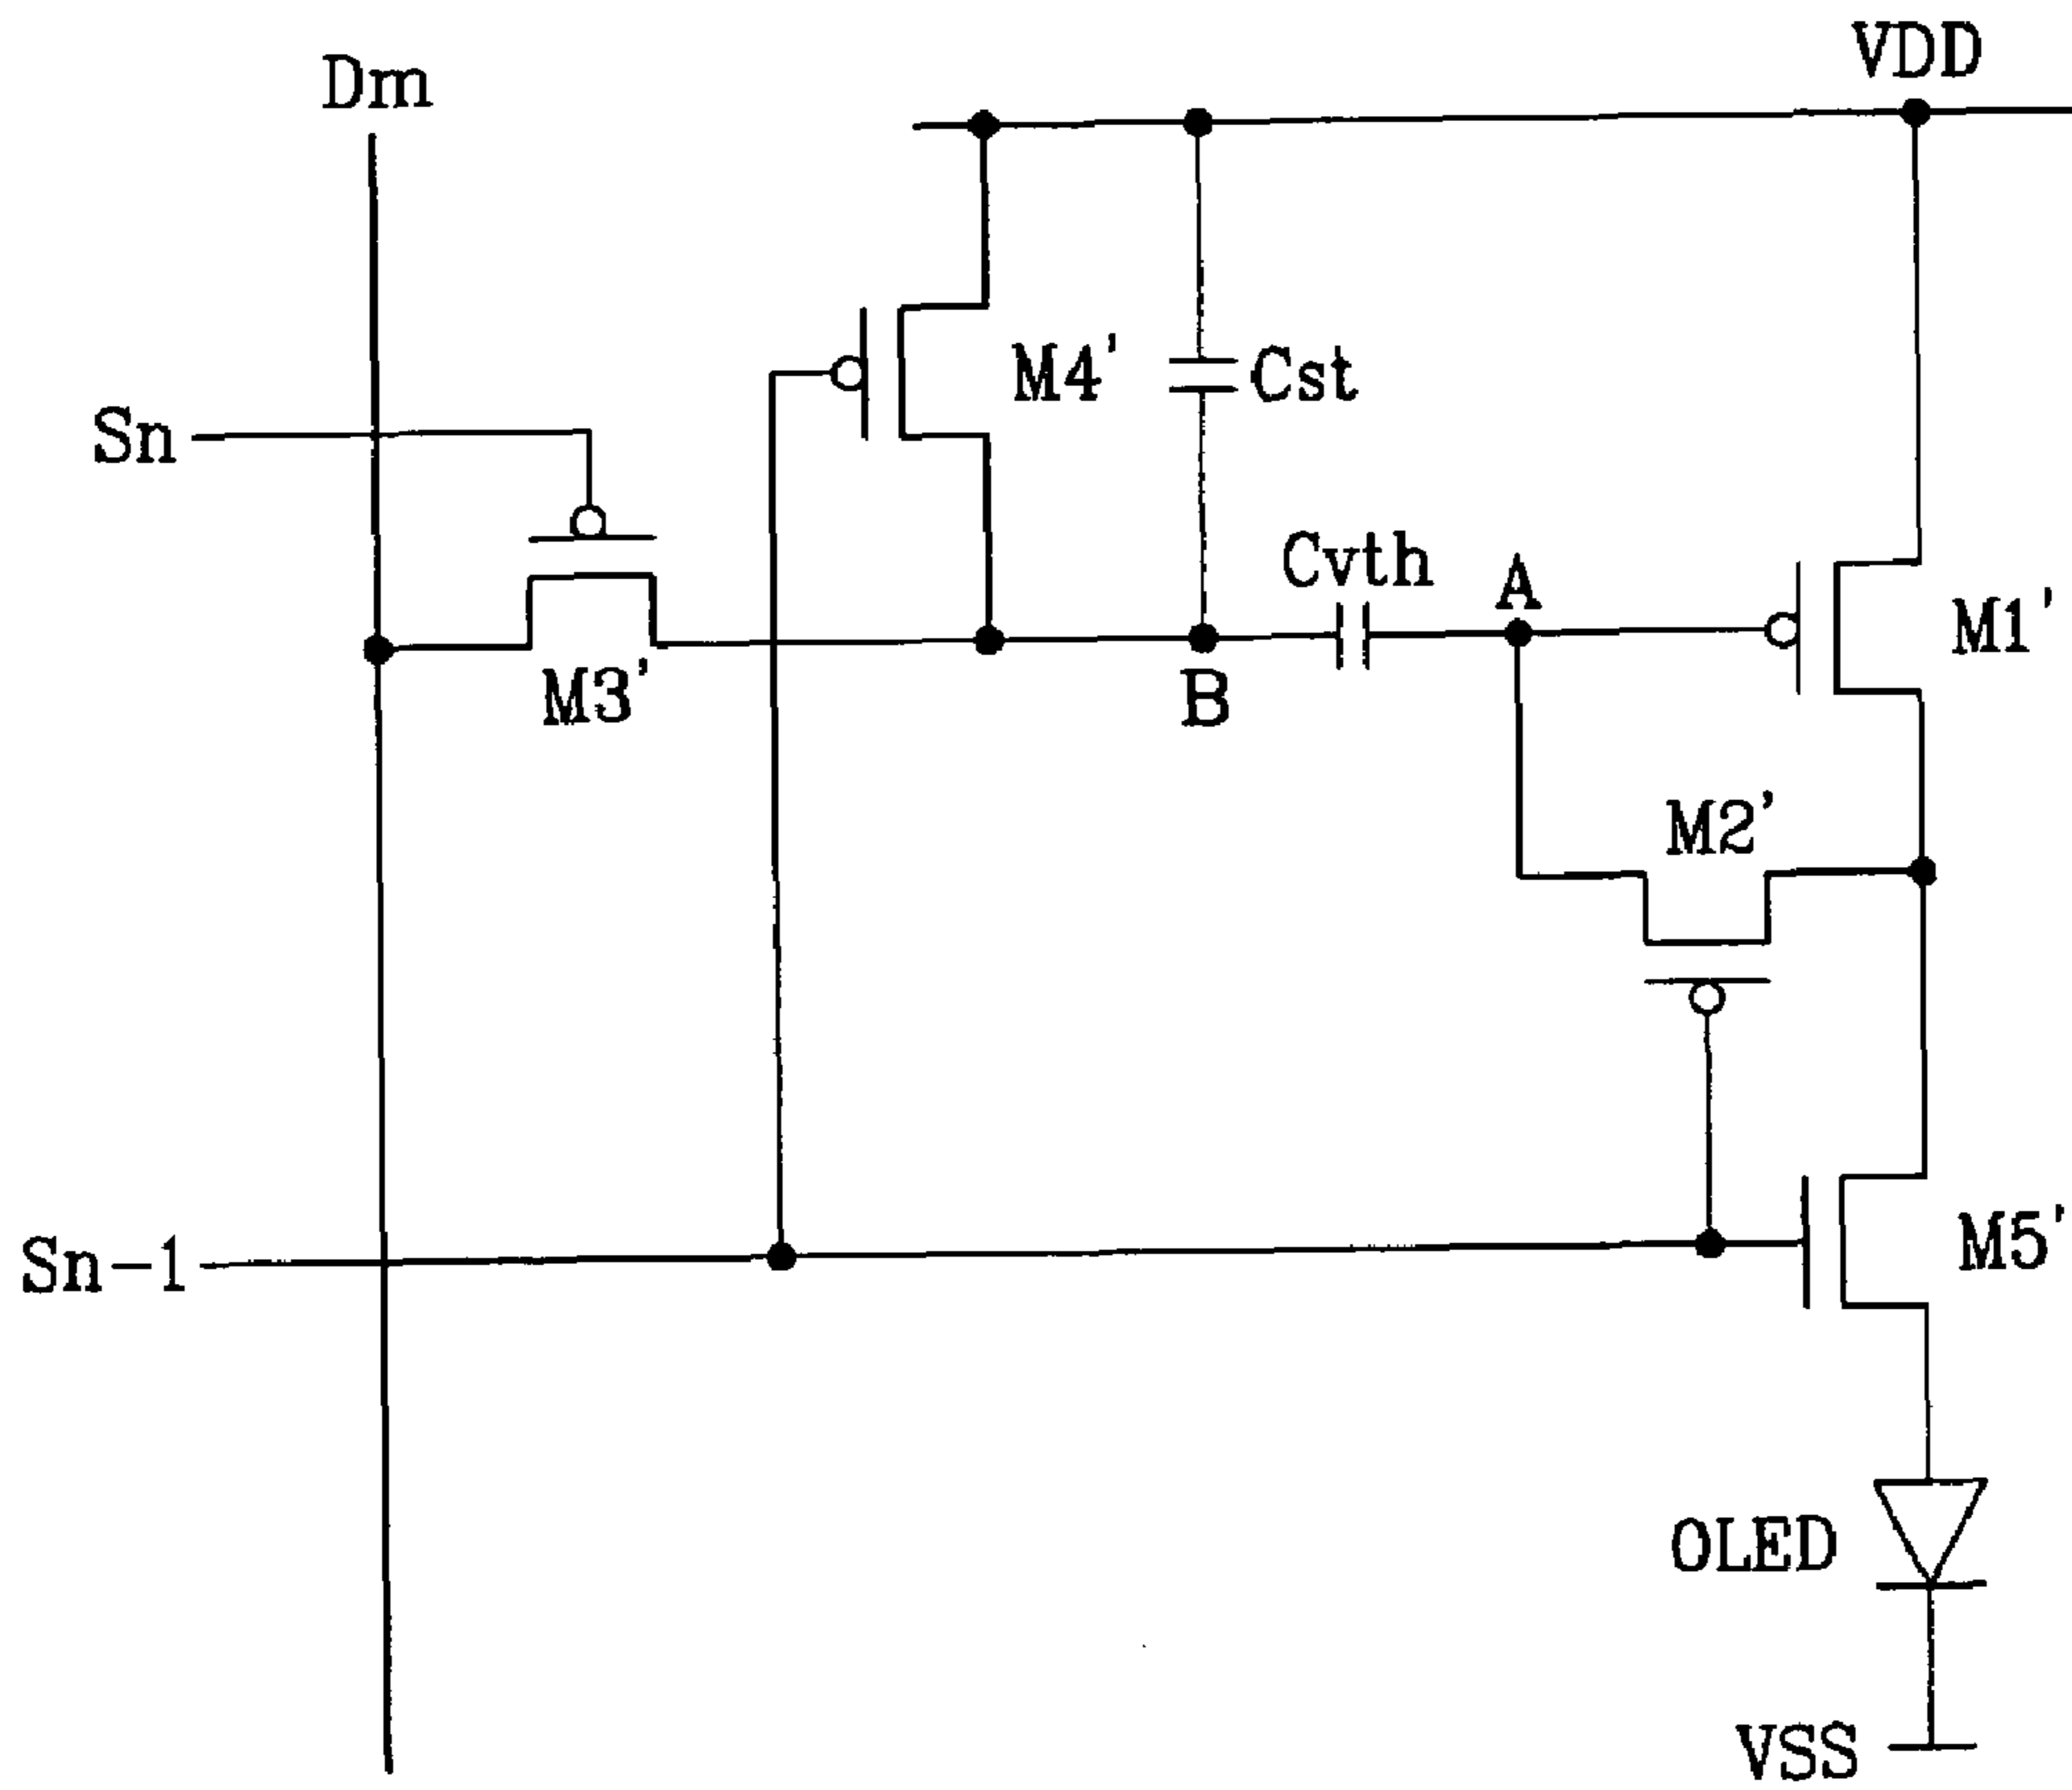 VDD
Dm
M4'
Cst
Sn
Cvth
A
M1'
M3'
B
M2'
M5'
Sn-1
OLED
VSS